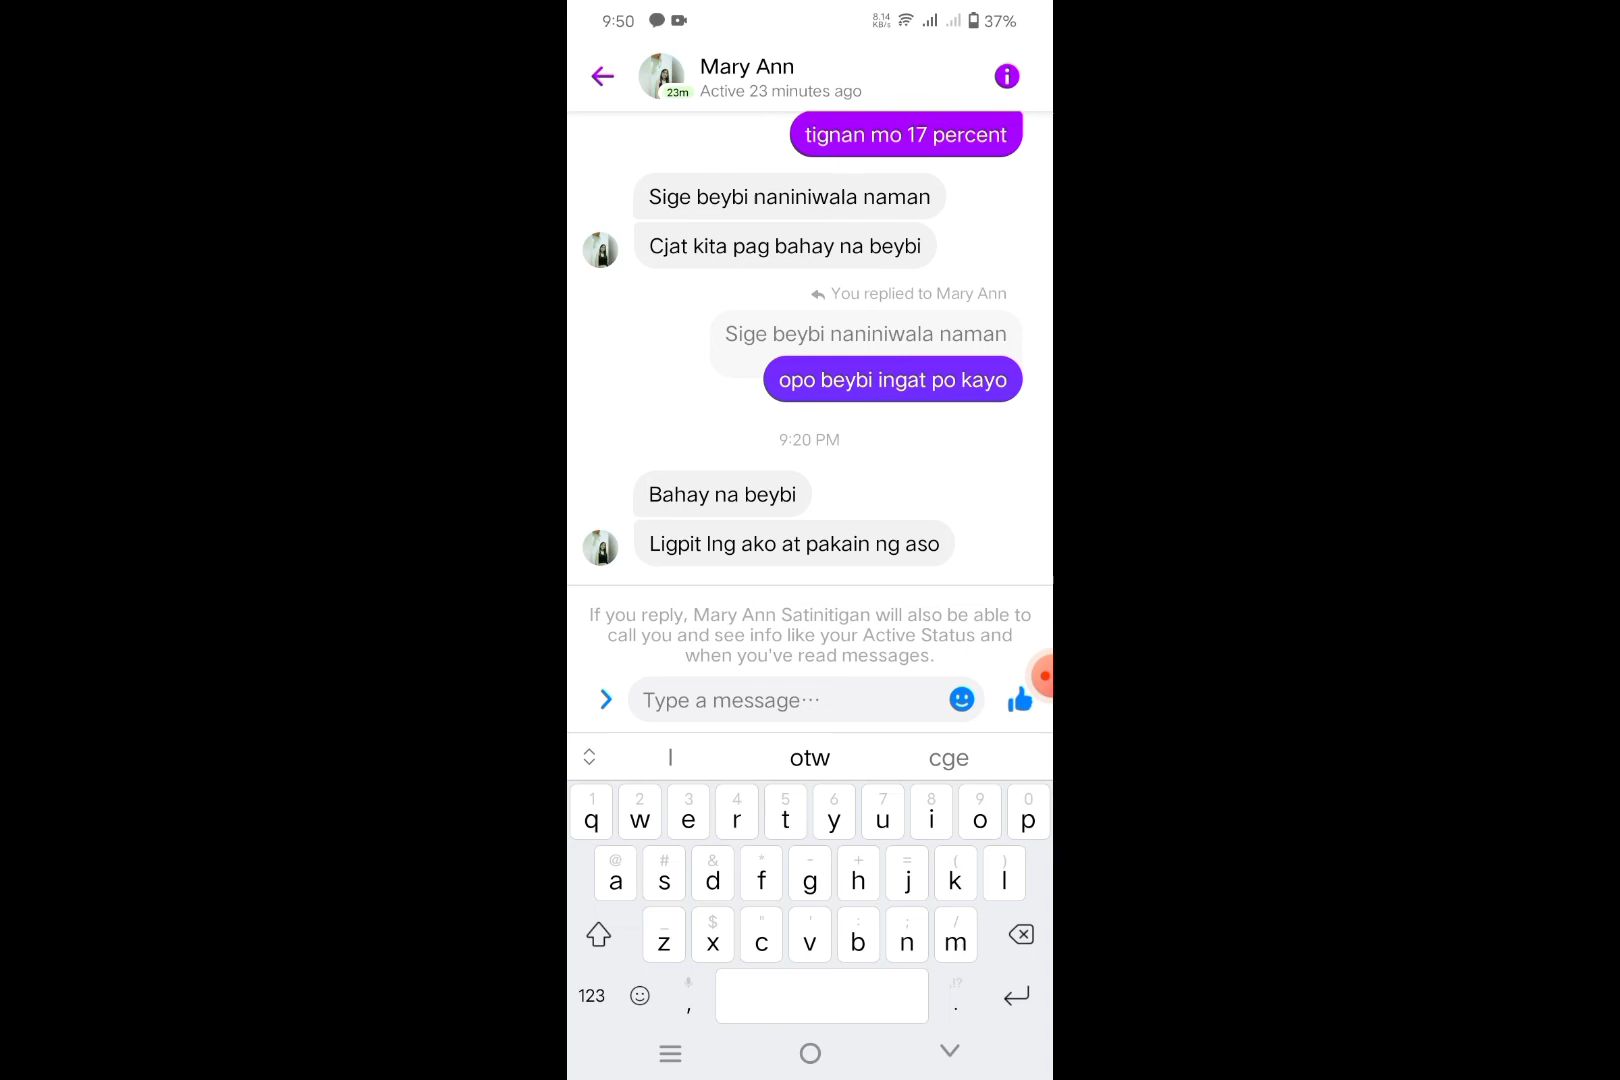 9:50
8.14
KB/s
37%
Mary Ann
23m
Active 23 minutes ago
tignan mo 17 percent
Sige beybi naniniwala naman
Cjat kita pag bahay na beybi
You replied to Mary Ann
Sige beybi naniniwala naman
opo beybi ingat po kayo
9:20 PM
Bahay na beybi
Ligpit lng ako at pakain ng aso
If you reply, Mary Ann Satinitigan will also be able to
call you and see info like your Active Status and
when you've read messages.
Type a message...
I otw cge
1 2 3 4 5 6 7 8 9 0
q w e r t y u i o p
@ # & * - + = ( )
a s d f g h j k l
_ $ " ' : ; /
z x c v b n m
,!?
123 , .